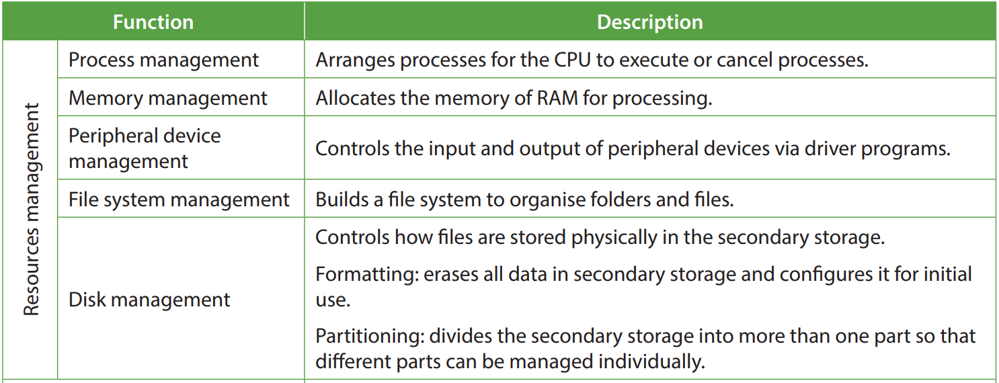 Function
Description
Resources management
Process management
Arranges processes for the CPU to execute or cancel processes.
Memory management
Allocates the memory of RAM for processing.
Peripheral device
management
Controls the input and output of peripheral devices via driver programs.
File system management
Builds a file system to organise folders and files.
Disk management
Controls how files are stored physically in the secondary storage.
Formatting: erases all data in secondary storage and configures it for initial
use.
Partitioning: divides the secondary storage into more than one part so that
different parts can be managed individually.